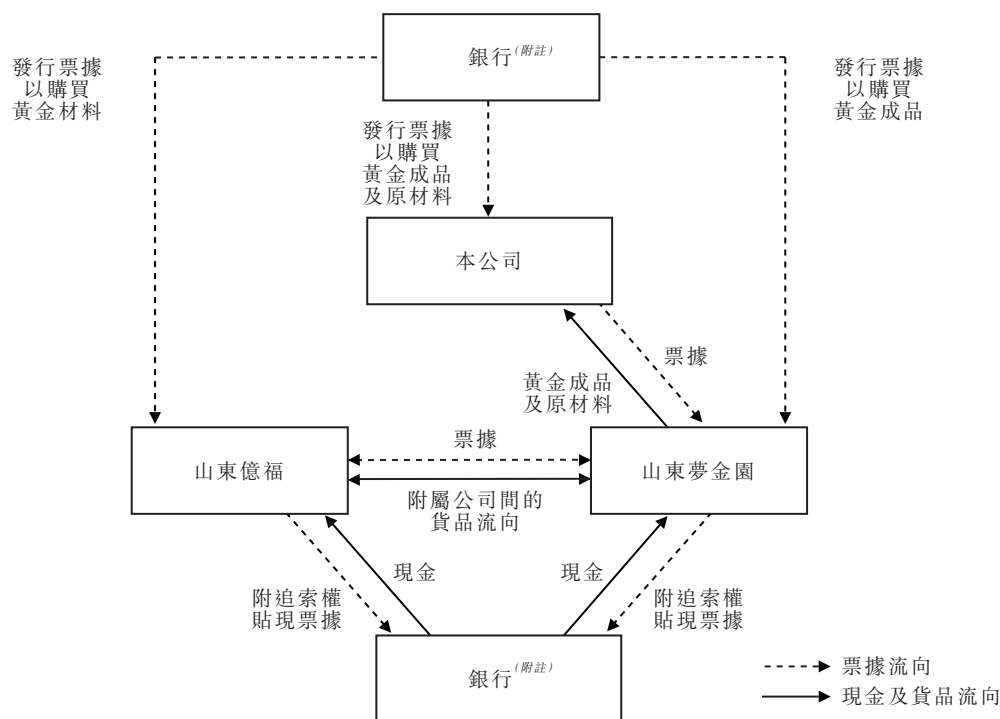 銀行(附註)
發行票據
以購買
黃金材料
發行票據
以購買
黃金成品
發行票據
以購買
黃金成品
及原材料
本公司
票據
黃金成品
及原材料
票據
山東億福
山東夢金園
附屬公司間的
貨品流向
現金
現金
附追索權
貼現票據
附追索權
貼現票據
銀行(附註)
票據流向
現金及貨品流向